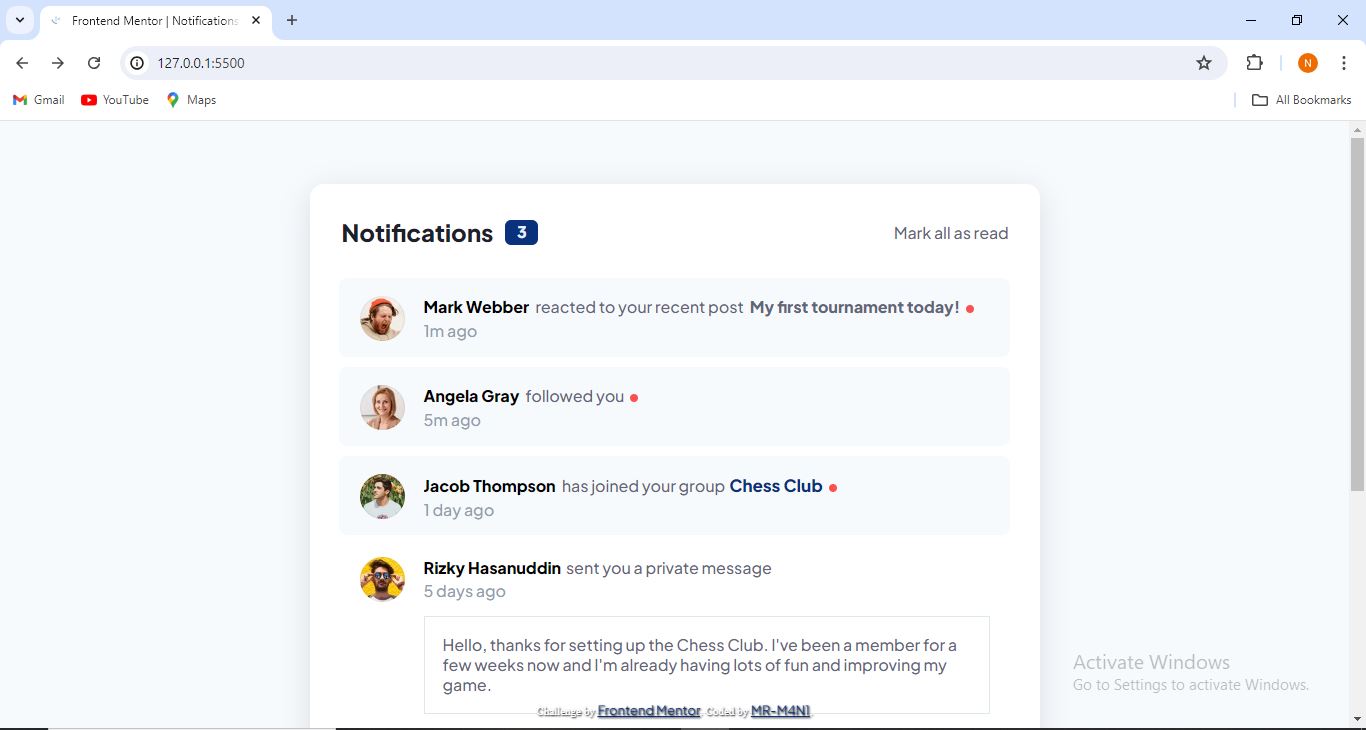 Frontend Mentor | Notifications
127.0.0.1:5500
N
Gmail YouTube Maps All Bookmarks
Notifications 3 Mark all as read
Mark Webber reacted to your recent post My first tournament today!
1m ago
Angela Gray followed you
5m ago
Jacob Thompson has joined your group Chess Club
1 day ago
Rizky Hasanuddin sent you a private message
5 days ago
Hello, thanks for setting up the Chess Club. I've been a member for a
few weeks now and I'm already having lots of fun and improving my
game.
Activate Windows
Go to Settings to activate Windows.
Challenge by Frontend Mentor. Coded by MR-M4N1.